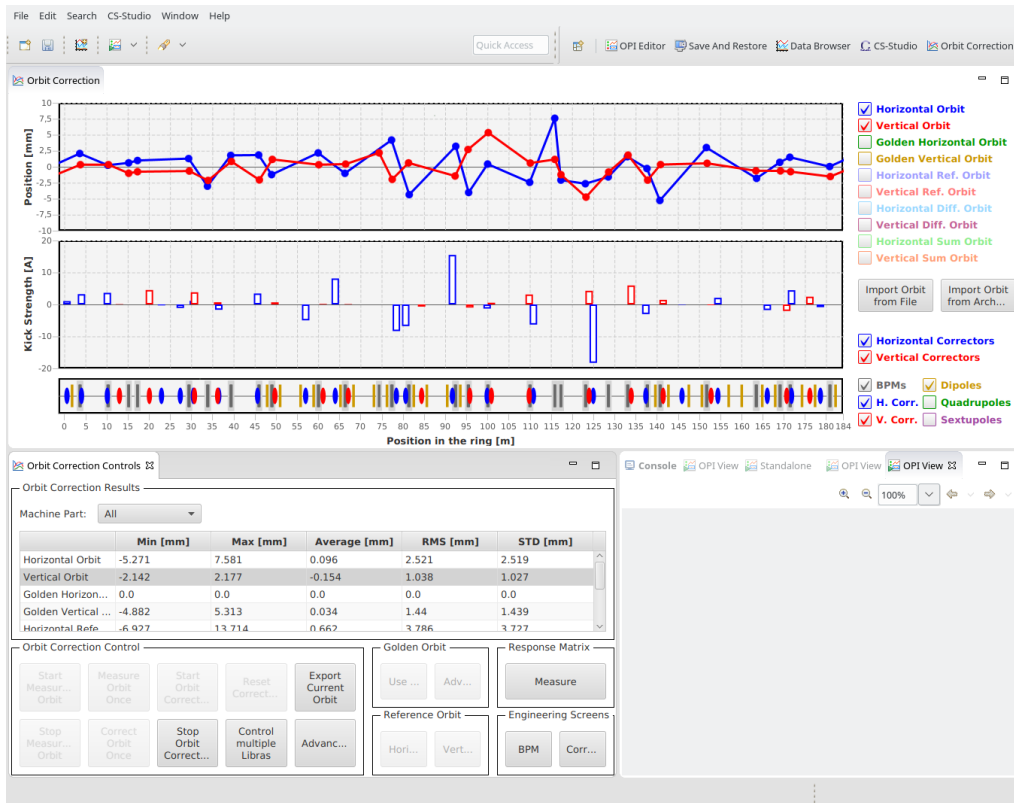 File Edit Search CS-Studio Window Help
Quick Access OPI Editor Save And Restore Data Browser CS-Studio Orbit Correction
Orbit Correction
Position [mm]
10
7,5
5
2,5
0
-2,5
-5
-7,5
-10
Kick Strength [A]
20
10
0
-10
-20
0 5 10 15 20 25 30 35 40 45 50 55 60 65 70 75 80 85 90 95 100 105 110 115 120 125 130 135 140 145 150 155 160 165 170 175 180 184
Position in the ring [m]
Horizontal Orbit
Vertical Orbit
Golden Horizontal Orbit
Golden Vertical Orbit
Horizontal Ref. Orbit
Vertical Ref. Orbit
Horizontal Diff. Orbit
Vertical Diff. Orbit
Horizontal Sum Orbit
Vertical Sum Orbit
Import Orbit from File
Import Orbit from Arch...
Horizontal Correctors
Vertical Correctors
BPMs Dipoles
H. Corr. Quadrupoles
V. Corr. Sextupoles
Orbit Correction Controls
Orbit Correction Results
Machine Part: All
Min [mm] Max [mm] Average [mm] RMS [mm] STD [mm]
Horizontal Orbit -5.271 7.581 0.096 2.521 2.519
Vertical Orbit -2.142 2.177 -0.154 1.038 1.027
Golden Horizon... 0.0 0.0 0.0 0.0 0.0
Golden Vertical ... -4.882 5.313 0.034 1.44 1.439
Horizontal Refe -6.927 13.714 0.662 3.786 3.727
Orbit Correction Control
Start Measur... Orbit
Measure Orbit Once
Start Orbit Correct...
Reset Correct...
Export Current Orbit
Stop Measur... Orbit
Correct Orbit Once
Stop Orbit Correct...
Control multiple Libras
Advanc...
Golden Orbit
Use ... Adv...
Reference Orbit
Hori... Vert...
Response Matrix
Measure
Engineering Screens
BPM Corr...
Console OPI View Standalone OPI View OPI View
100%